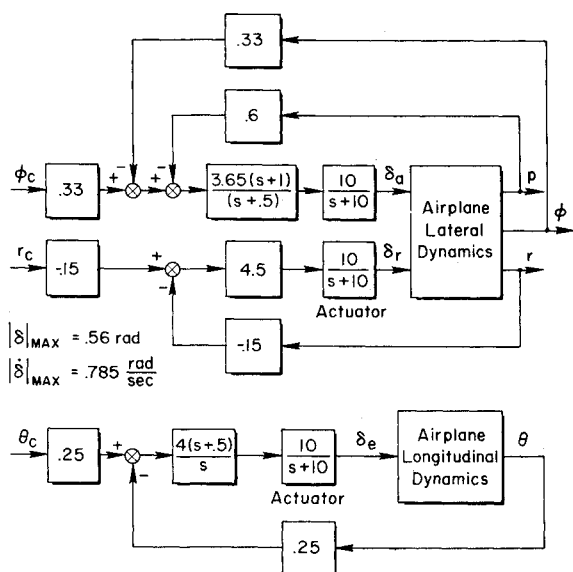 .33
.6
ϕc
.33
+
−
+
−
3.65(s+1)
(s+.5)
10
s+10
δa
Airplane
Lateral
Dynamics
p
ϕ
rc
-.15
+
−
4.5
10
s+10
Actuator
δr
r
-.15
|δ|MAX = .56 rad
|δ̇|MAX = .785 rad
sec
θc
.25
+
−
4(s+.5)
s
10
s+10
Actuator
δe
Airplane
Longitudinal
Dynamics
θ
.25